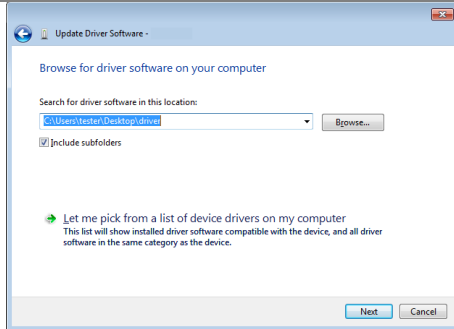 Update Driver Software -
Browse for driver software on your computer
Search for driver software in this location:
C:\Users\tester\Desktop\driver
Browse...
Include subfolders
Let me pick from a list of device drivers on my computer
This list will show installed driver software compatible with the device, and all driver
software in the same category as the device.
Next Cancel